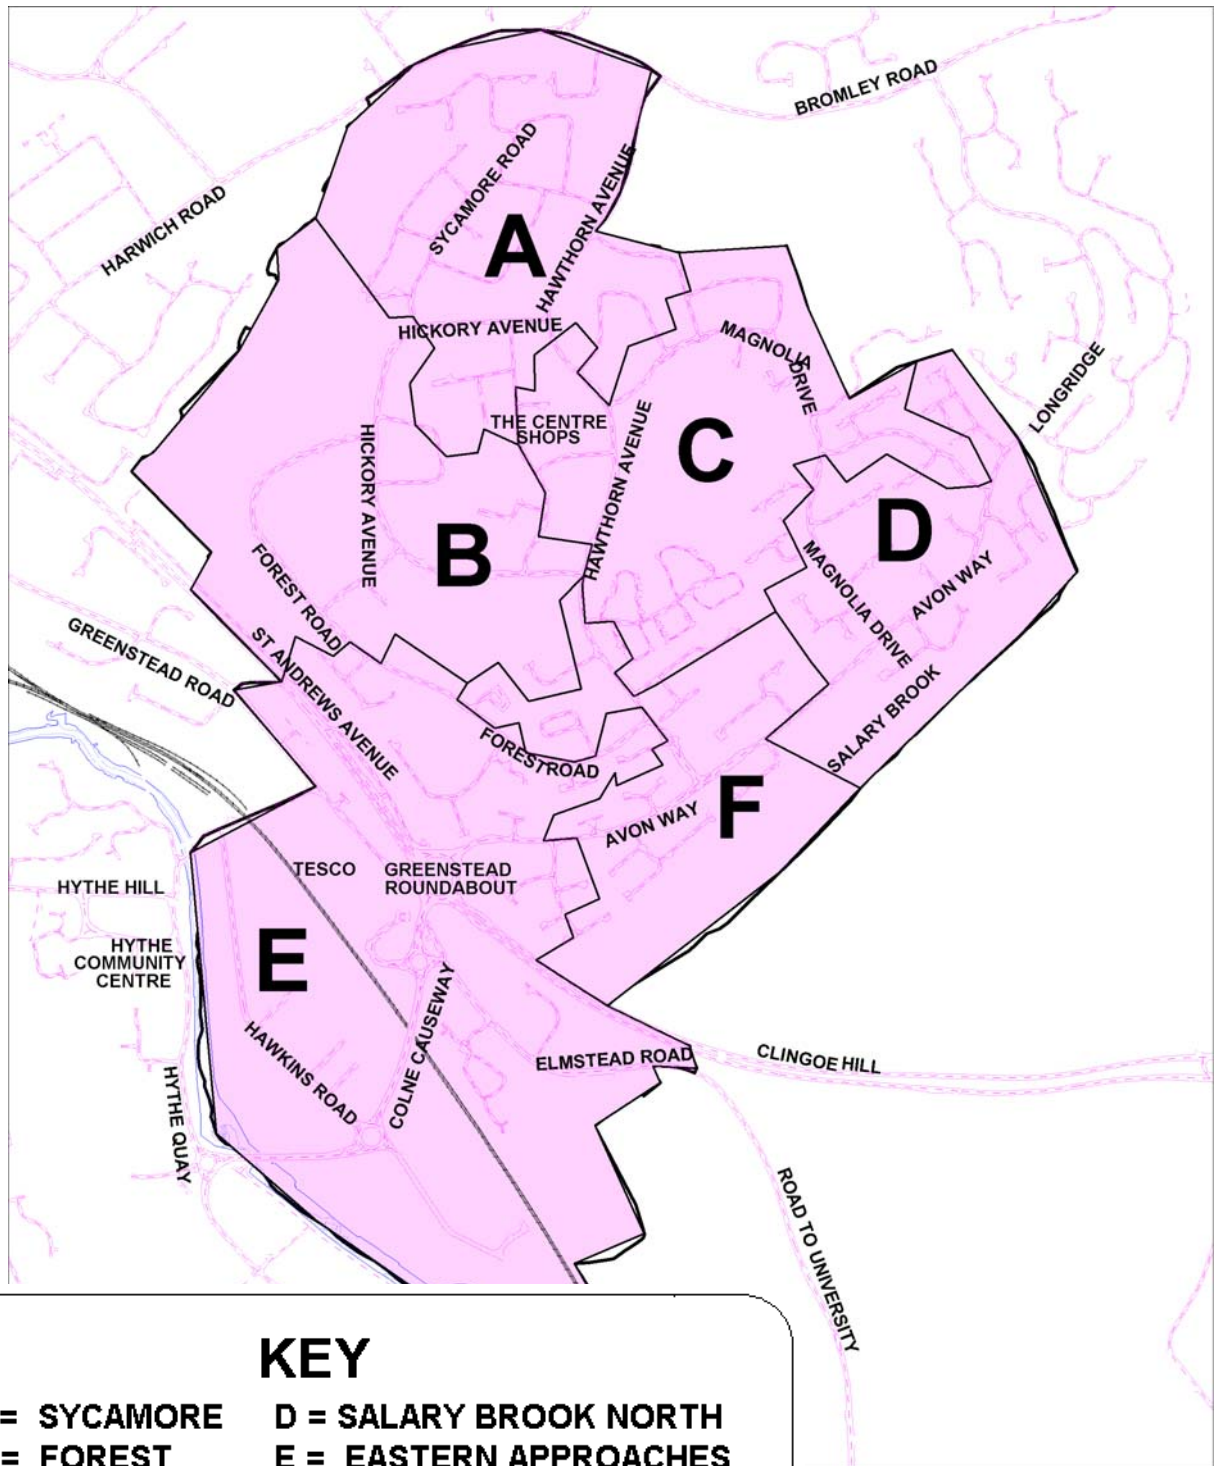 BROMLEY ROAD
SYCAMORE ROAD
HAWTHORN AVENUE
HARWICH ROAD
A
HICKORY AVENUE
MAGNOLIA
DRIVE
LONGRIDGE
THE CENTRE
SHOPS
HICKORY AVENUE
HAWTHORN AVENUE
C
B
D
FOREST ROAD
MAGNOLIA DRIVE
AVON WAY
GREENSTEAD ROAD
ST ANDREWS AVENUE
SALARY BROOK
FOREST ROAD
F
AVON WAY
TESCO
GREENSTEAD
ROUNDABOUT
HYTHE HILL
HYTHE
COMMUNITY
CENTRE
E
HAWKINS ROAD
COLNE CAUSEWAY
ELMSTEAD ROAD
CLINGOE HILL
HYTHE QUAY
ROAD TO UNIVERSITY
KEY
= SYCAMORE D = SALARY BROOK NORTH
= FOREST E = EASTERN APPROACHES